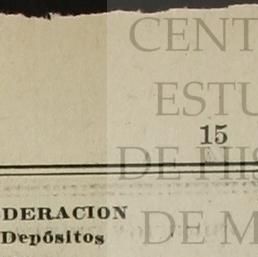 CENT
ESTU
15
DE HIS
DERACION
Depósitos
DE M